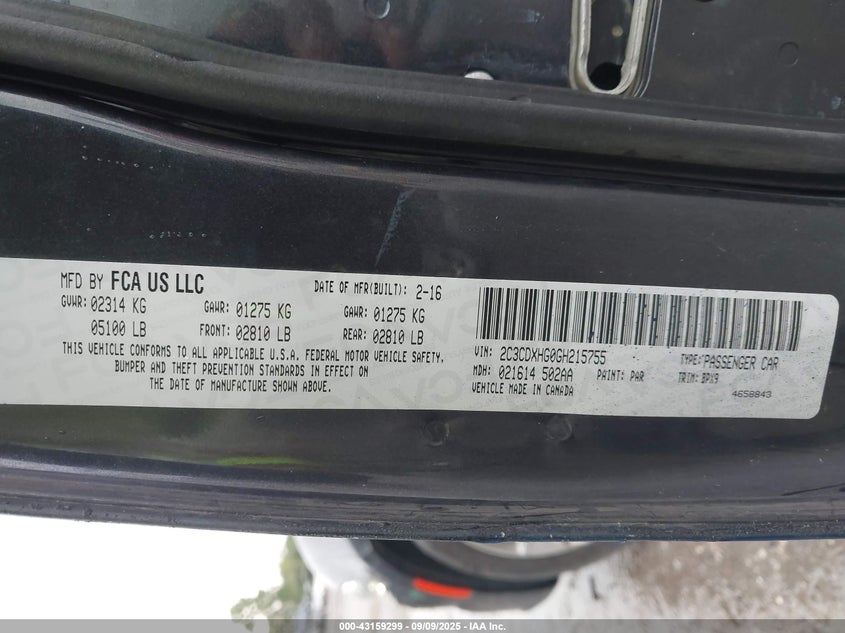 MFD BY FCA US LLC
DATE OF MFR(BUILT): 2-16
GVWR: 02314 KG GAWR: 01275 KG GAWR: 01275 KG
05100 LB FRONT: 02810 LB REAR: 02810 LB
THIS VEHICLE CONFORMS TO ALL APPLICABLE U.S.A. FEDERAL MOTOR VEHICLE SAFETY,
BUMPER AND THEFT PREVENTION STANDARDS IN EFFECT ON
THE DATE OF MANUFACTURE SHOWN ABOVE.
VIN: 2C3CDXHG0GH215755 TYPE: PASSENGER CAR
MDH: 021614 502AA PAINT: PAR TRIM: BPX9
VEHICLE MADE IN CANADA 4658843
000-43159299 - 09/09/2025 - IAA Inc.